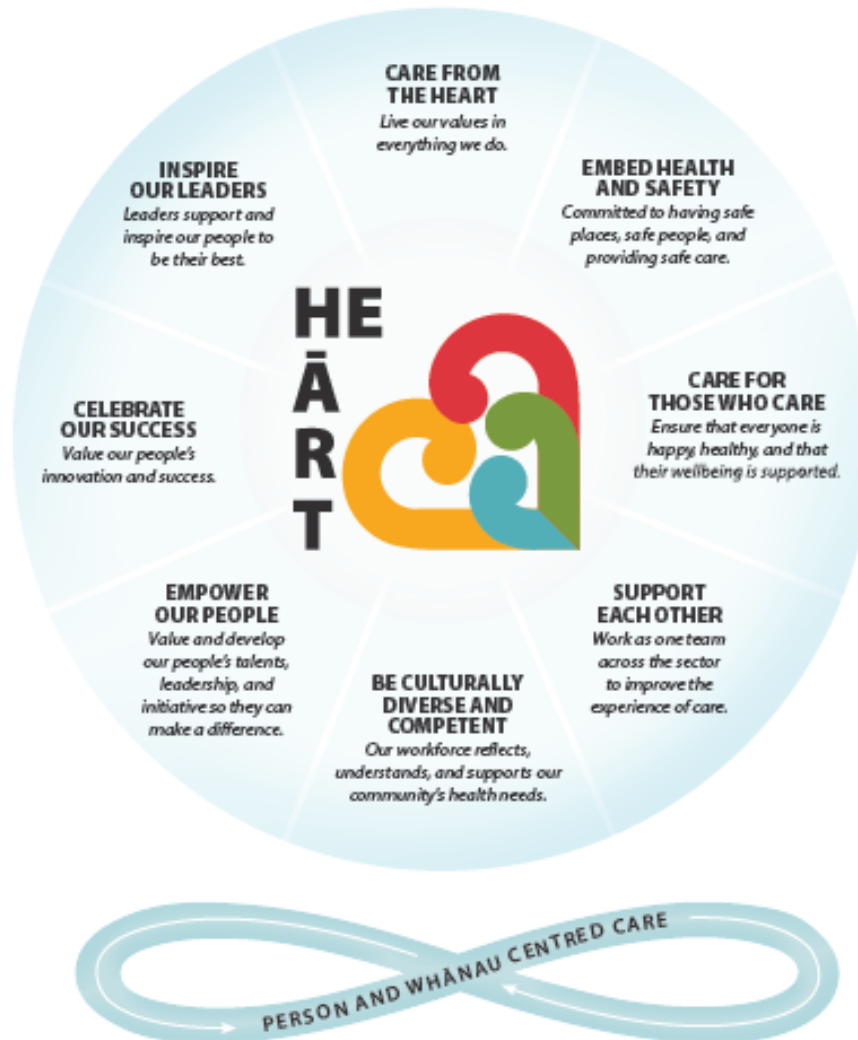 CARE FROM
THE HEART
Live our values in
everything we do.
EMBED HEALTH
AND SAFETY
Committed to having safe
places, safe people, and
providing safe care.
CARE FOR
THOSE WHO CARE
Ensure that everyone is
happy, healthy, and that
their wellbeing is supported.
SUPPORT
EACH OTHER
Work as one team
across the sector
to improve the
experience of care.
BE CULTURALLY
DIVERSE AND
COMPETENT
Our workforce reflects,
understands, and supports our
community's health needs.
EMPOWER
OUR PEOPLE
Value and develop
our people's talents,
leadership, and
initiative so they can
make a difference.
CELEBRATE
OUR SUCCESS
Value our people's
innovation and success.
INSPIRE
OUR LEADERS
Leaders support and
inspire our people to
be their best.
HE
Ā
R
T
PERSON AND WHĀNAU CENTRED CARE